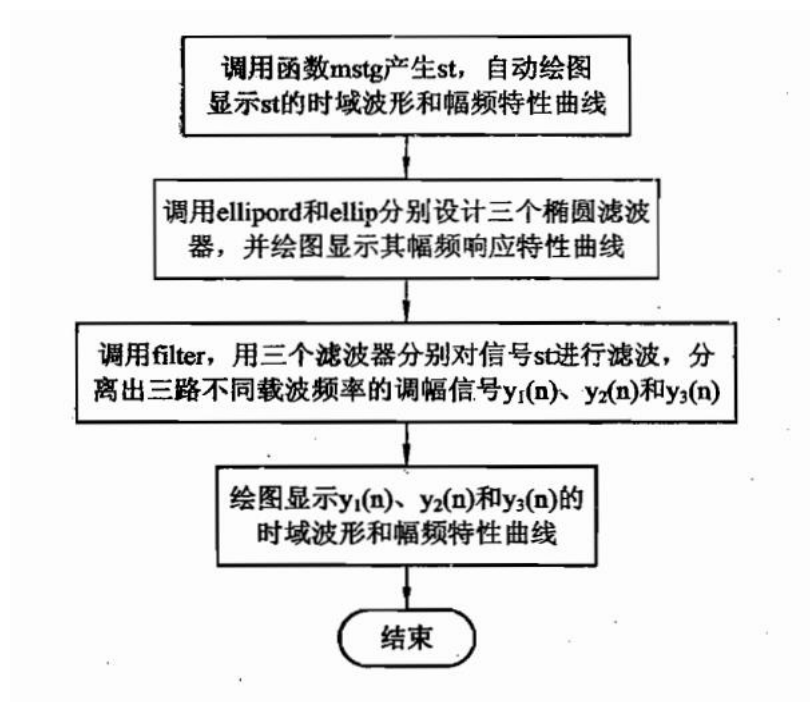 调用函数mstg产生st，自动绘图
显示st的时域波形和幅频特性曲线
调用ellipord和ellip分别设计三个椭圆滤波
器，并绘图显示其幅频响应特性曲线
调用filter，用三个滤波器分别对信号st进行滤波，分
离出三路不同载波频率的调幅信号y₁(n)、y₂(n)和y₃(n)
绘图显示y₁(n)、y₂(n)和y₃(n)的
时域波形和幅频特性曲线
结束